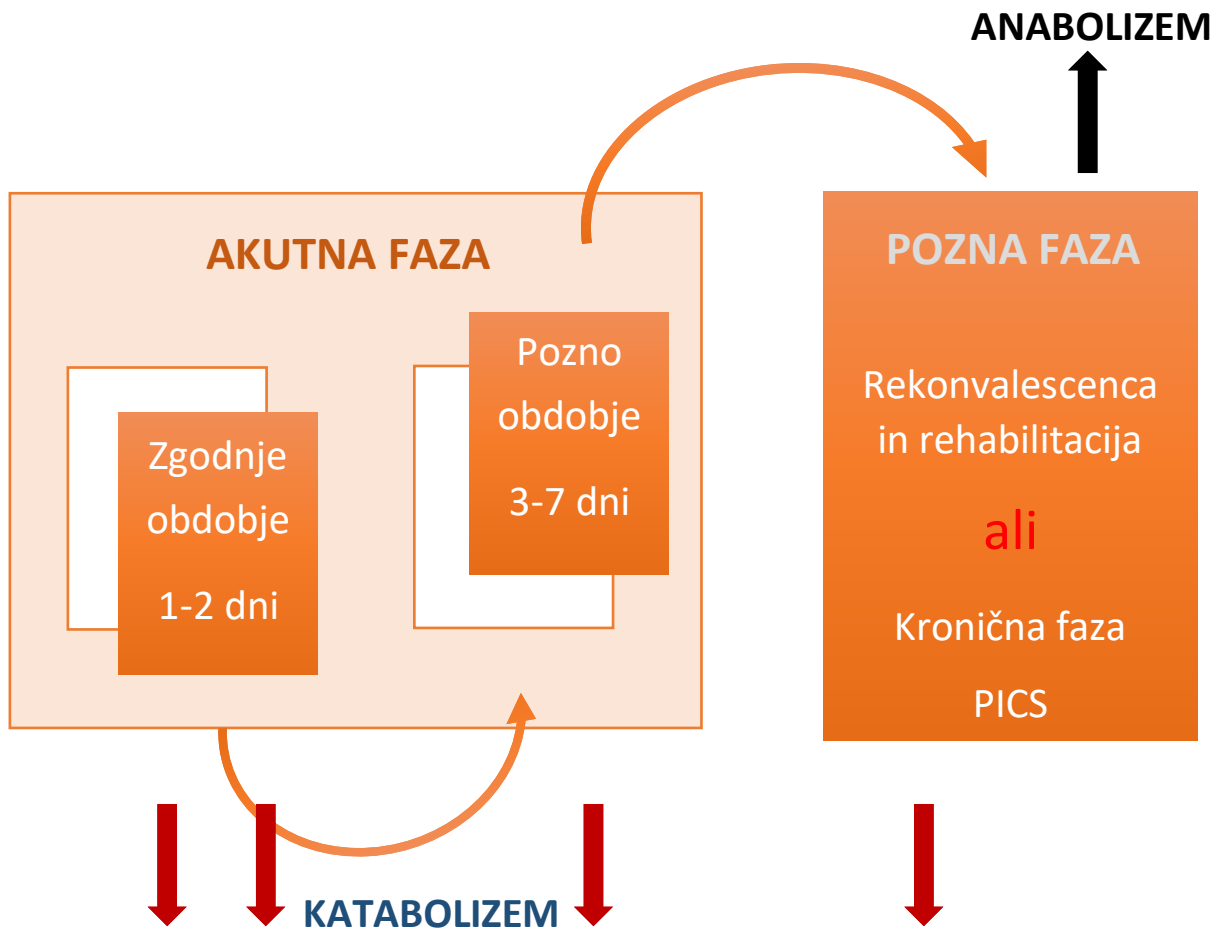 ANABOLIZEM
AKUTNA FAZA
Zgodnje
obdobje
1-2 dni
Pozno
obdobje
3-7 dni
POZNA FAZA
Rekonvalescenca
in rehabilitacija
ali
Kronična faza
PICS
KATABOLIZEM